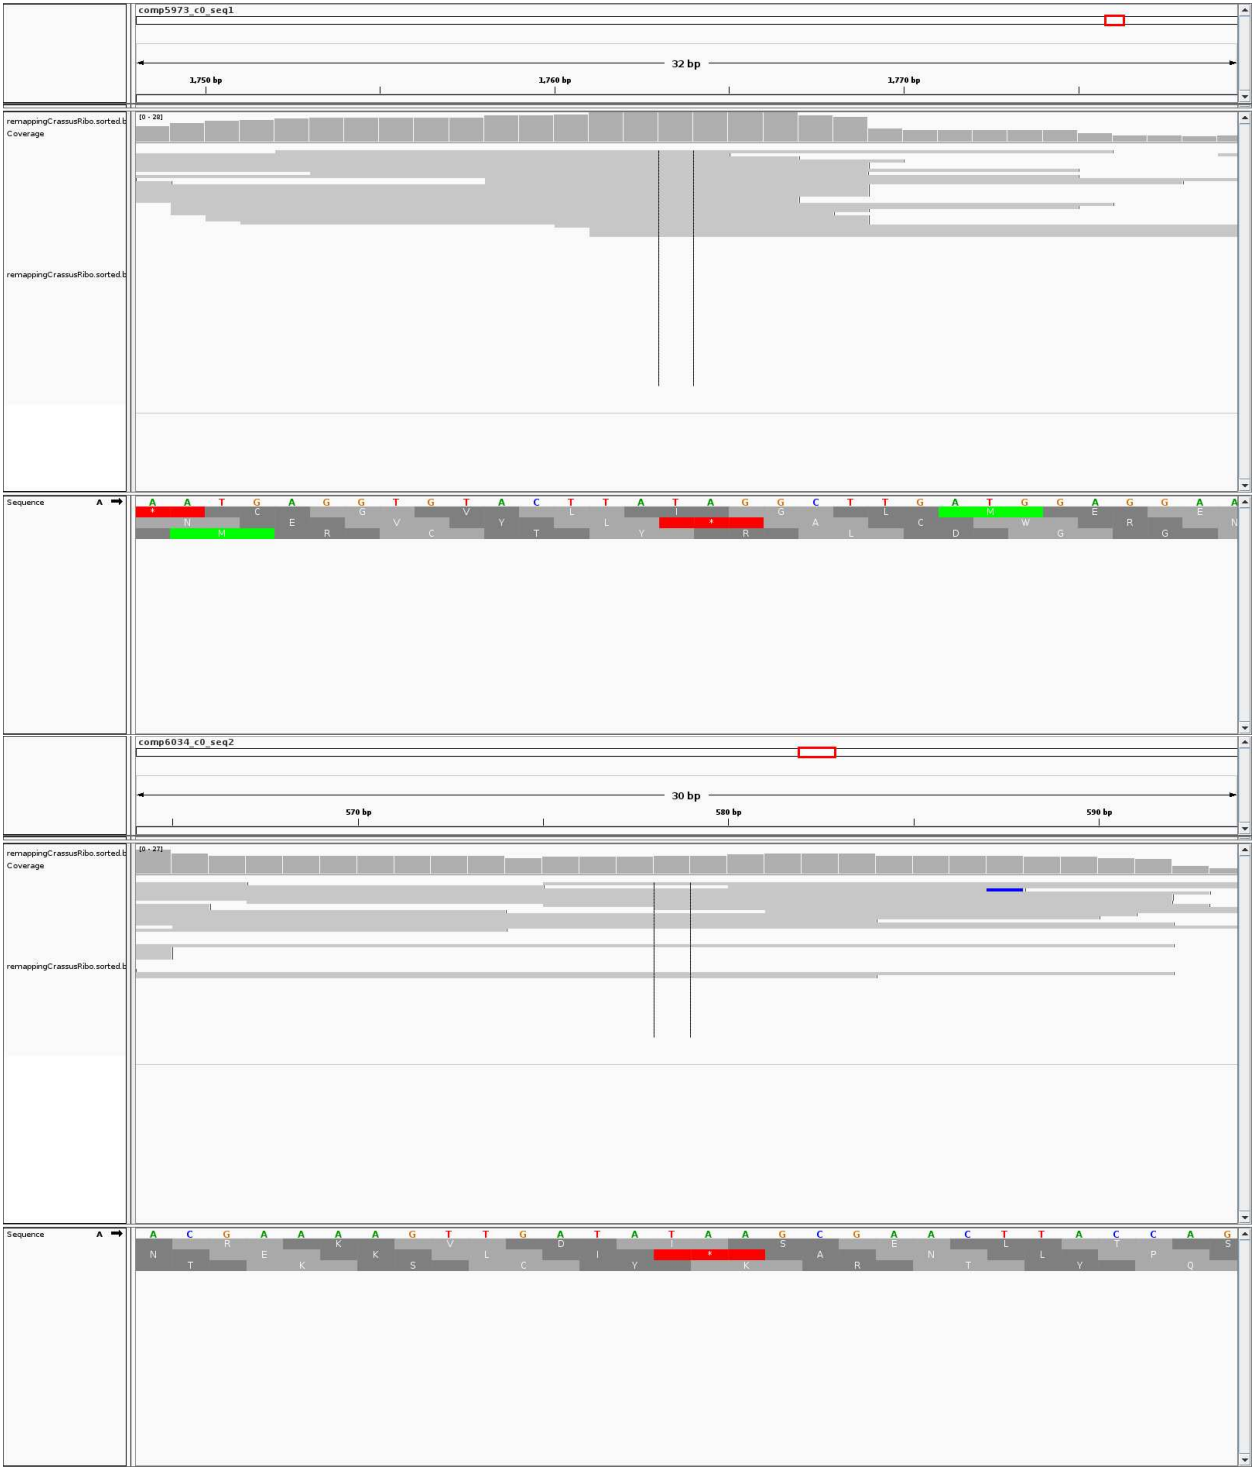 comp5973_c0_seq1
32 bp
1,750 bp 1,760 bp 1,770 bp
remappingCrassusRibo.sorted.b
Coverage
[0 - 28]
remappingCrassusRibo.sorted.b
Sequence A
A A T G A G G T G T A C T T A T A G G C T T G A T G G A G G A A
* C G V L I G L M E E
N E V Y L * A C W R N
M R C T Y R L D G G
comp6034_c0_seq2
30 bp
570 bp 580 bp 590 bp
remappingCrassusRibo.sorted.b
Coverage
[0 - 27]
remappingCrassusRibo.sorted.b
Sequence A
A C G A A A A G T T G A T A T A A G C G A A C T T A C C A G
R K V D I S E L T S
N E K L I * A N L P
T K S C Y K R T Y Q